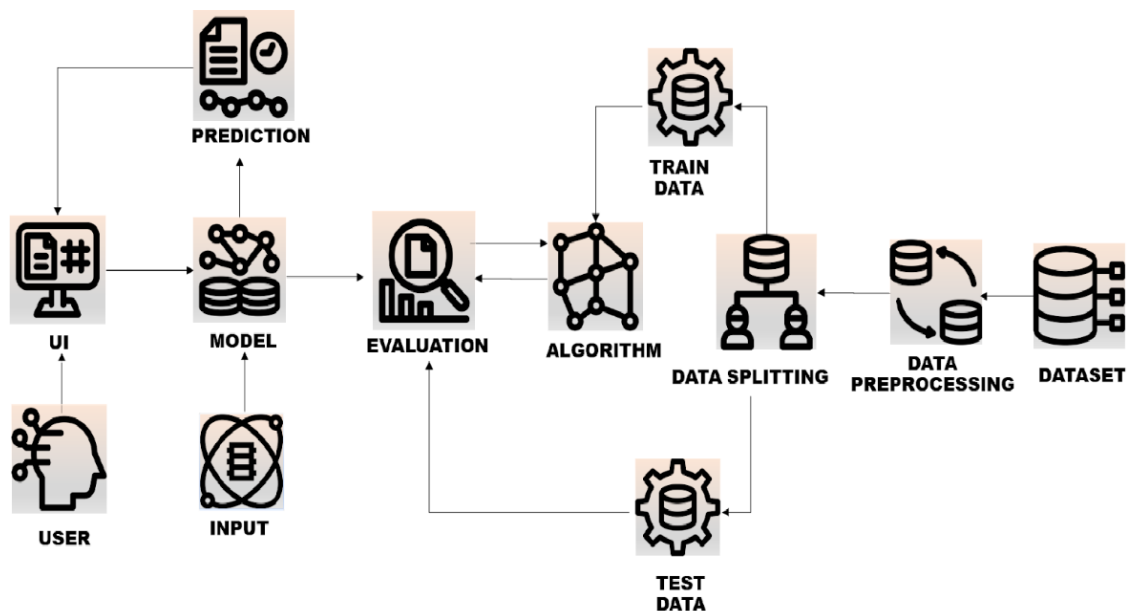 PREDICTION
TRAIN
DATA
UI
MODEL
EVALUATION
ALGORITHM
DATA SPLITTING
DATA
PREPROCESSING
DATASET
USER
INPUT
TEST
DATA